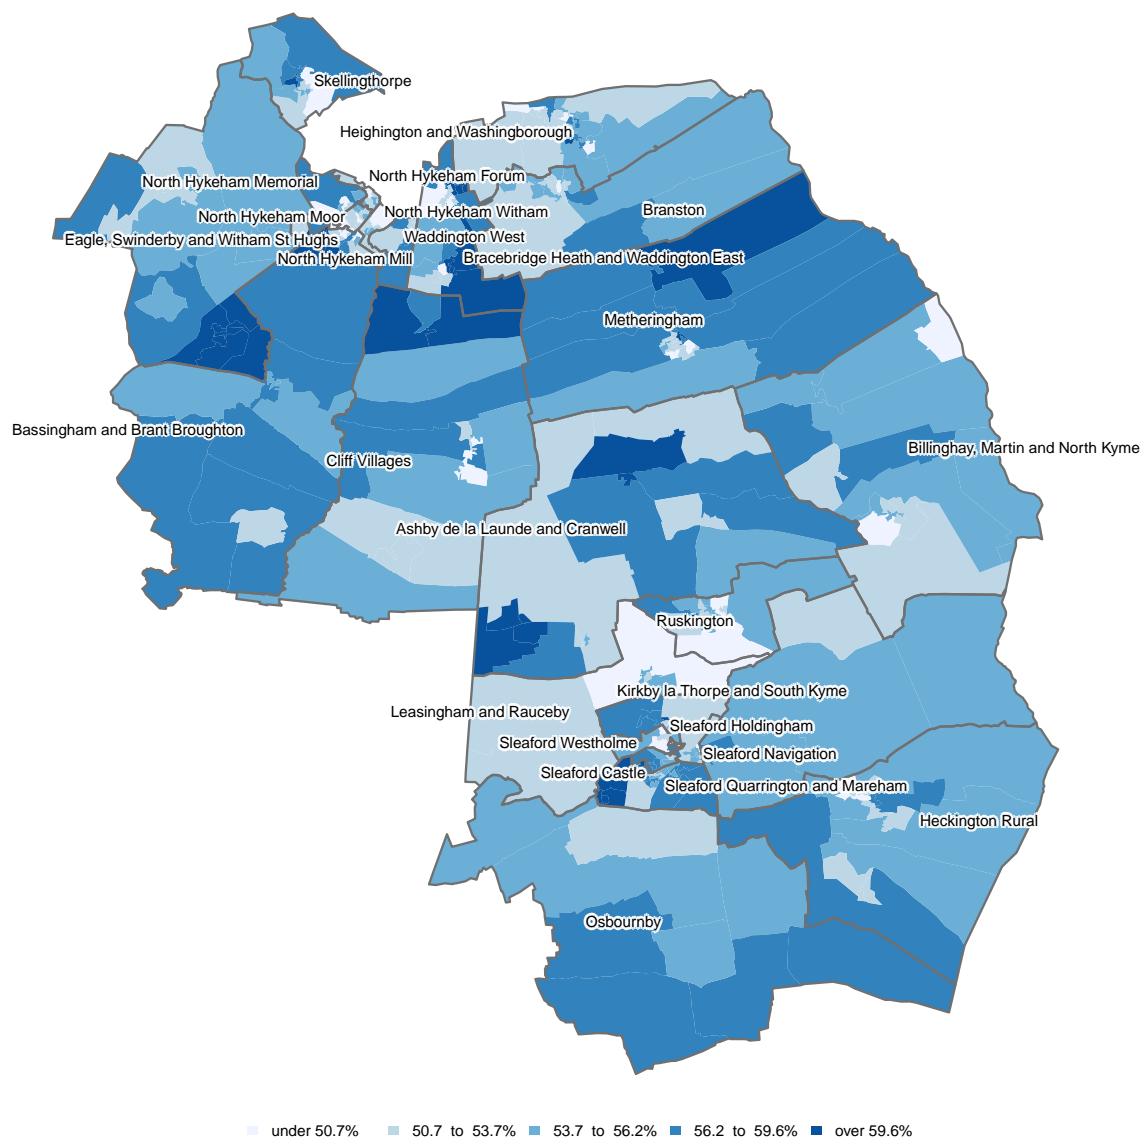 Skellingthorpe
Heighington and Washingborough
North Hykeham Forum
North Hykeham Memorial
Branston
North Hykeham Witham
North Hykeham Moor
Waddington West
Eagle, Swinderby and Witham St Hughs
Bracebridge Heath and Waddington East
North Hykeham Mill
Metheringham
Bassingham and Brant Broughton
Billinghay, Martin and North Kyme
Cliff Villages
Ashby de la Launde and Cranwell
Ruskington
Kirkby la Thorpe and South Kyme
Leasingham and Rauceby
Sleaford Holdingham
Sleaford Westholme
Sleaford Navigation
Sleaford Castle
Sleaford Quarrington and Mareham
Heckington Rural
Osbournby
under 50.7% 50.7 to 53.7% 53.7 to 56.2% 56.2 to 59.6% over 59.6%